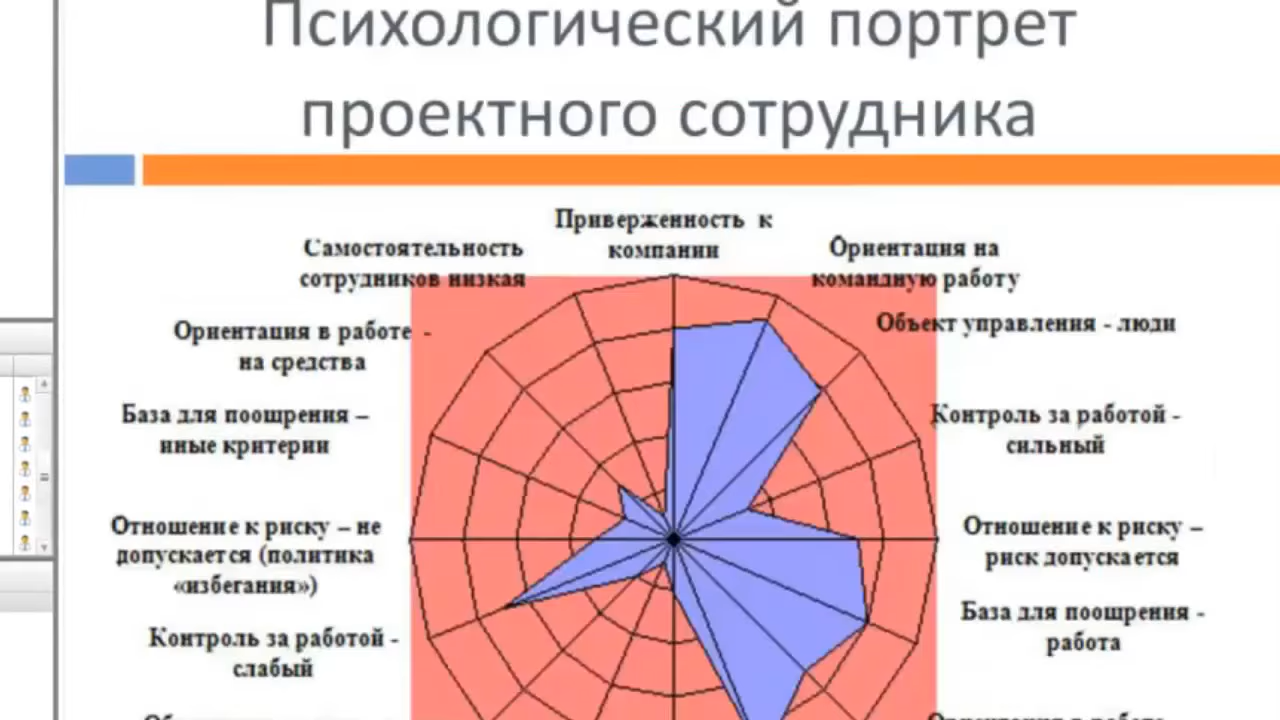 Психологический портрет
проектного сотрудника
Приверженность к
компании
Самостоятельность
сотрудников низкая
Ориентация на
командную работу
Ориентация в работе -
на средства
Объект управления - люди
База для поощрения –
иные критерии
Контроль за работой -
сильный
Отношение к риску – не
допускается (политика
«избегания»)
Отношение к риску –
риск допускается
Контроль за работой -
слабый
База для поощрения -
работа